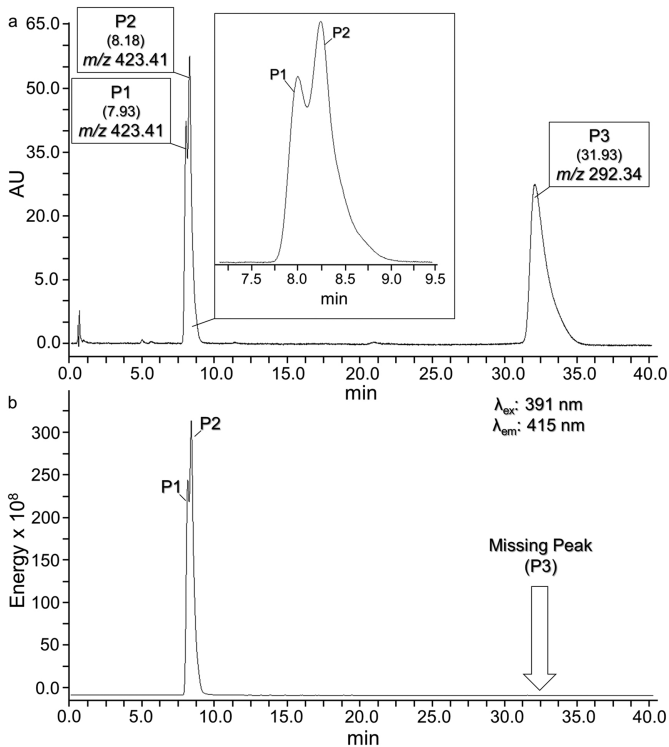 a
65.0
50.0
35.0
20.0
5.0
0.0
AU
P2
(8.18)
m/z 423.41
P1
(7.93)
m/z 423.41
P1
P2
7.5 8.0 8.5 9.0 9.5
min
P3
(31.93)
m/z 292.34
0.0 5.0 10.0 15.0 20.0 25.0 30.0 35.0 40.0
min
b
300
250
200
150
100
50
0.0
Energy x 10⁸
P1
P2
λex: 391 nm
λem: 415 nm
Missing Peak
(P3)
0.0 5.0 10.0 15.0 20.0 25.0 30.0 35.0 40.0
min